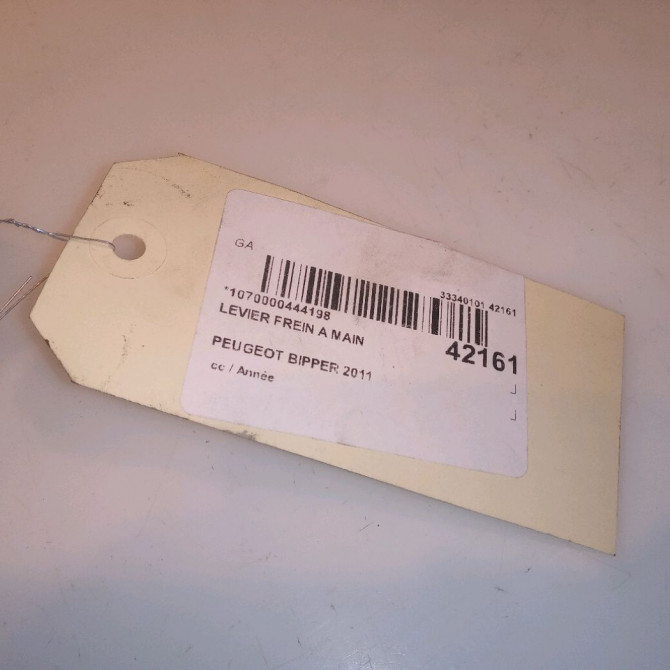 GA
33340101 42161
*1070000444198
LEVIER FREIN A MAIN
42161
PEUGEOT BIPPER 2011
cc / Année